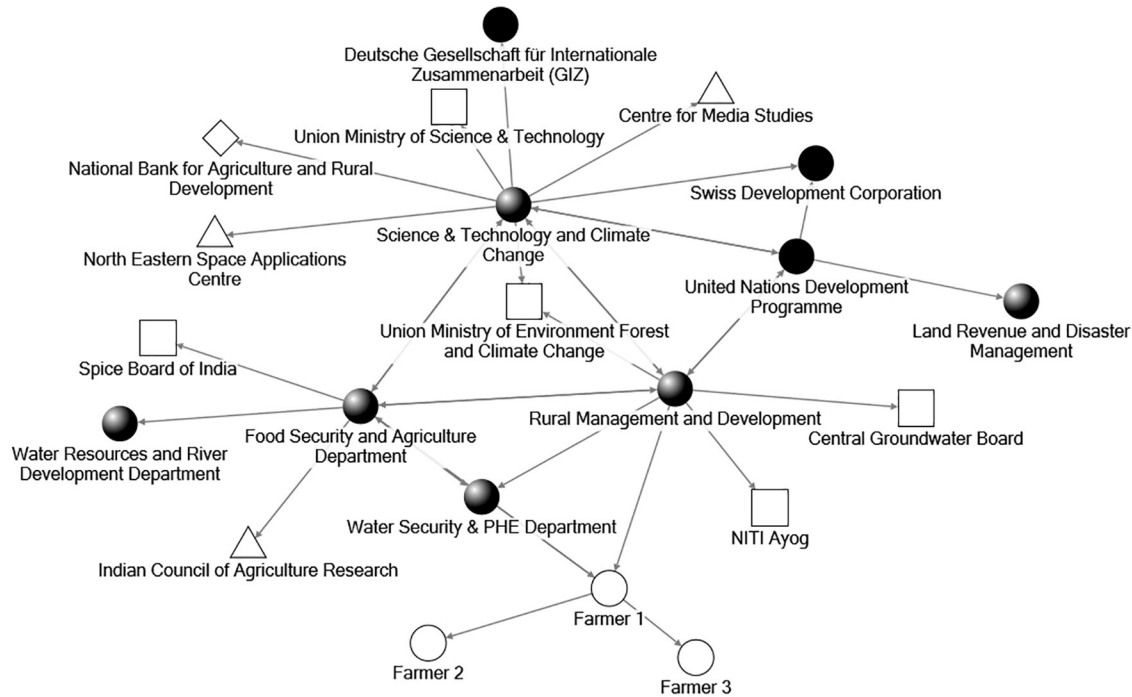 Deutsche Gesellschaft für Internationale
Zusammenarbeit (GIZ)
Centre for Media Studies
Union Ministry of Science & Technology
National Bank for Agriculture and Rural
Development
Swiss Development Corporation
Science & Technology and Climate
Change
North Eastern Space Applications
Centre
United Nations Development
Programme
Union Ministry of Environment Forest
and Climate Change
Land Revenue and Disaster
Management
Spice Board of India
Rural Management and Development
Central Groundwater Board
Food Security and Agriculture
Department
Water Resources and River
Development Department
Water Security & PHE Department
NITI Ayog
Indian Council of Agriculture Research
Farmer 1
Farmer 2
Farmer 3